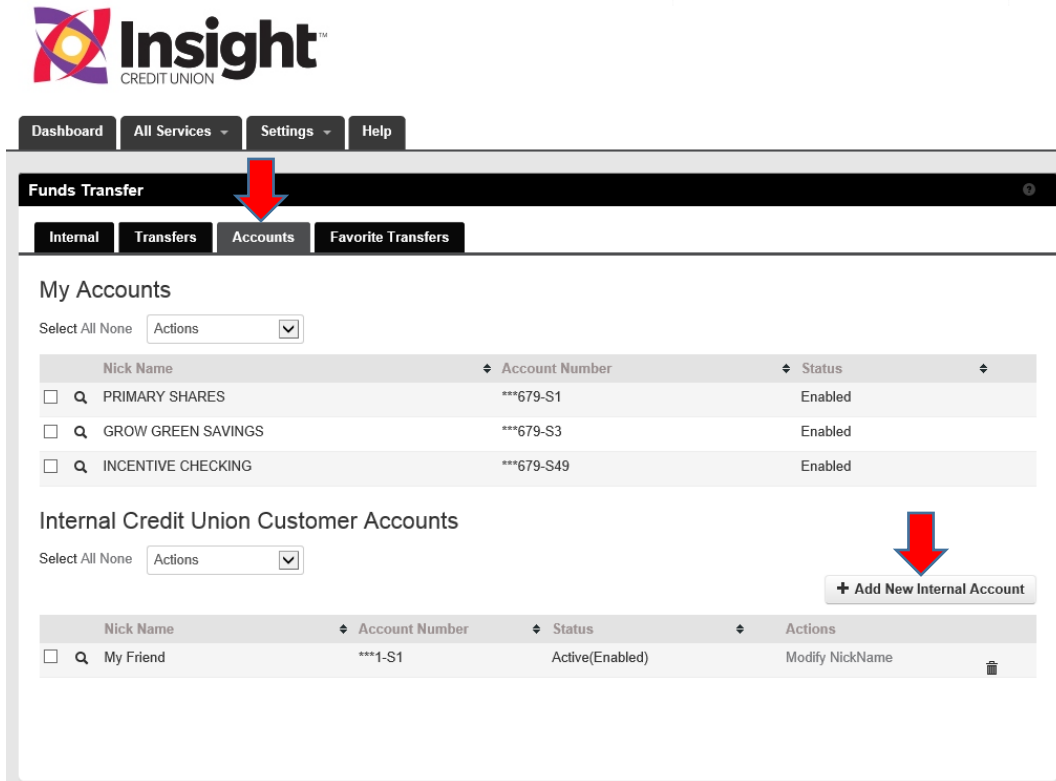 Insight™
CREDIT UNION
Dashboard All Services Settings Help
Funds Transfer ?
Internal Transfers Accounts Favorite Transfers
My Accounts
Select All None Actions
Nick Name Account Number Status
PRIMARY SHARES ***679-S1 Enabled
GROW GREEN SAVINGS ***679-S3 Enabled
INCENTIVE CHECKING ***679-S49 Enabled
Internal Credit Union Customer Accounts
Select All None Actions
+ Add New Internal Account
Nick Name Account Number Status Actions
My Friend ***1-S1 Active(Enabled) Modify NickName